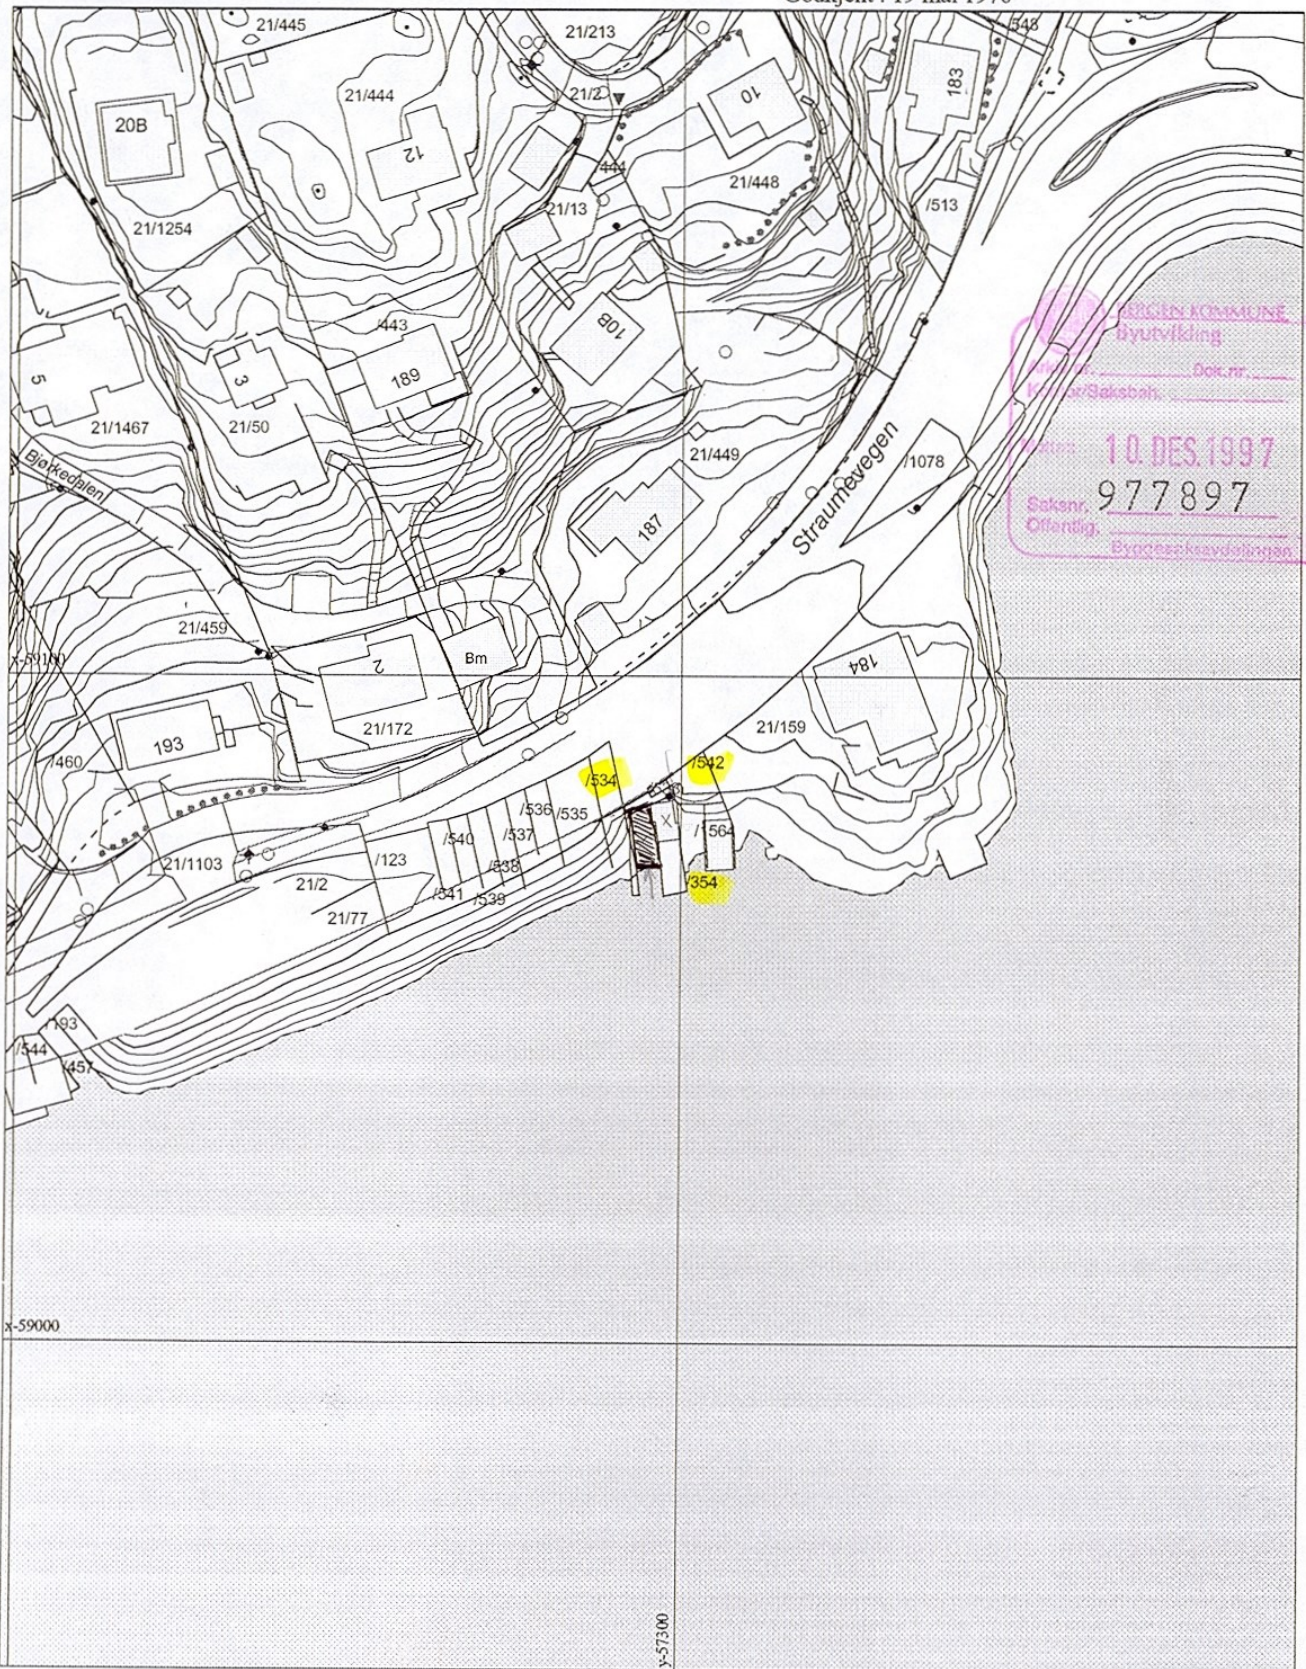 21/445
21/213
/548
21/444
21/2
10
183
20B
12
444
21/448
21/13
/513
21/1254
/443
10B
5
3
189
21/1467
21/50
21/449
/1078
Bjørkedalen
187
Straumevegen
BERGEN KOMMUNE
Byutvikling
Dok.nr.
10. DES. 1997
Saksnr. 977897
Offentlig.
Byggesaksavdelingen
21/459
x-59100
2
Bm
184
193
21/172
21/159
/460
/534
/542
/536
/535
/540
/537
X
564
21/1103
/123
/538
21/2
/541
/539
/354
21/77
/193
/544
/457
x-59000
y-57300